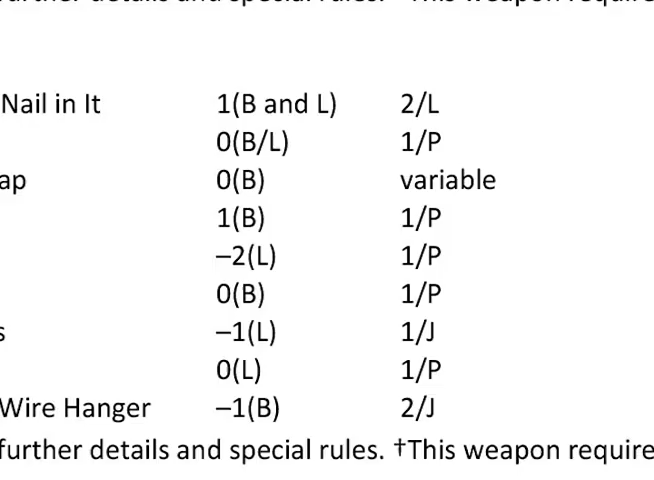 further details and special rules. †This weapon require
Nail in It 1(B and L) 2/L
0(B/L) 1/P
ap 0(B) variable
1(B) 1/P
–2(L) 1/P
0(B) 1/P
s –1(L) 1/J
0(L) 1/P
Wire Hanger –1(B) 2/J
further details and special rules. †This weapon require